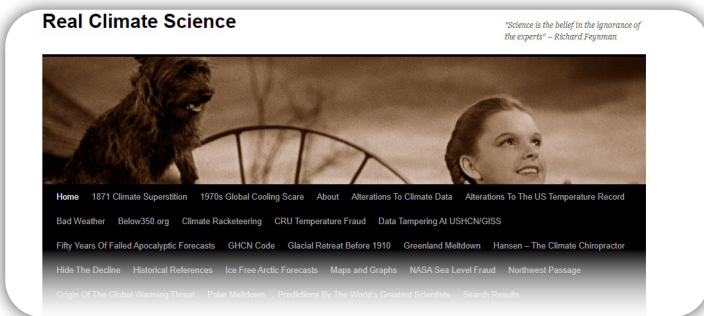 Real Climate Science
"Science is the belief in the ignorance of
the experts" – Richard Feynman
Home 1871 Climate Superstition 1970s Global Cooling Scare About Alterations To Climate Data Alterations To The US Temperature Record
Bad Weather Below350.org Climate Racketeering CRU Temperature Fraud Data Tampering At USHCN/GISS
Fifty Years Of Failed Apocalyptic Forecasts GHCN Code Glacial Retreat Before 1910 Greenland Meltdown Hansen – The Climate Chiropractor
Hide The Decline Historical References Ice Free Arctic Forecasts Maps and Graphs NASA Sea Level Fraud Northwest Passage
Origin Of The Global Warming Threat Polar Meltdown Predictions By The World's Greatest Scientists Search Results